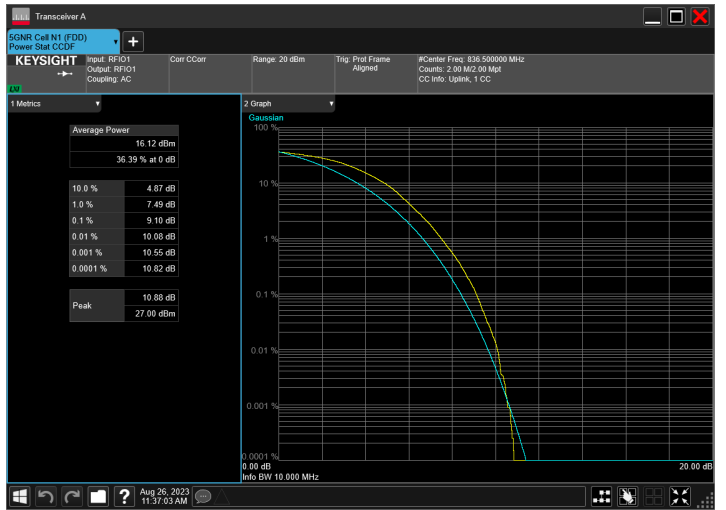 Transceiver A
5GNR Cell N1 (FDD)
Power Stat CCDF
KEYSIGHT
Input: RFIO1
Output: RFIO1
Coupling: AC
Corr CCorr
Range: 20 dBm
Trig: Prot Frame
Aligned
#Center Freq: 836.500000 MHz
Counts: 2.00 M/2.00 Mpt
CC Info: Uplink, 1 CC
LXI
1 Metrics
Average Power
16.12 dBm
36.39 % at 0 dB
10.0 % 4.87 dB
1.0 % 7.49 dB
0.1 % 9.10 dB
0.01 % 10.08 dB
0.001 % 10.55 dB
0.0001 % 10.82 dB
Peak
10.88 dB
27.00 dBm
2 Graph
Gaussian
100 %
10 %
1 %
0.1 %
0.01 %
0.001 %
0.0001 %
0.00 dB
20.00 dB
Info BW 10.000 MHz
Aug 26, 2023
11:37:03 AM